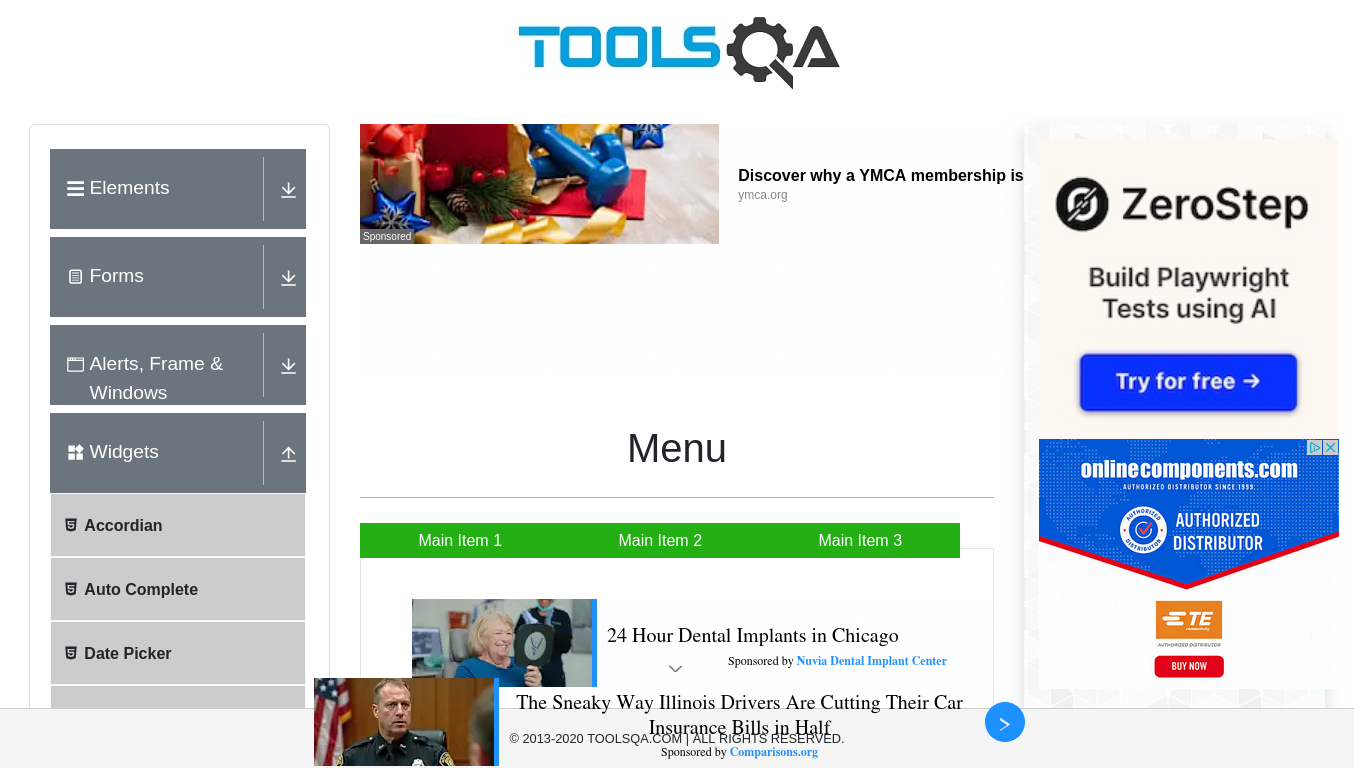 TOOLSQA
Elements
Forms
Alerts, Frame &
Windows
Widgets
Accordian
Auto Complete
Date Picker
Sponsored
Discover why a YMCA membership is
ymca.org
Menu
Main Item 1
Main Item 2
Main Item 3
24 Hour Dental Implants in Chicago
Sponsored by Nuvia Dental Implant Center
The Sneaky Way Illinois Drivers Are Cutting Their Car
Insurance Bills in Half
Sponsored by Comparisons.org
© 2013-2020 TOOLSQA.COM | ALL RIGHTS RESERVED.
ZeroStep
Build Playwright
Tests using AI
Try for free →
onlinecomponents.com
AUTHORIZED DISTRIBUTOR SINCE 1999.
AUTHORIZED
DISTRIBUTOR
TE
connectivity
AUTHORIZED DISTRIBUTOR
BUY NOW